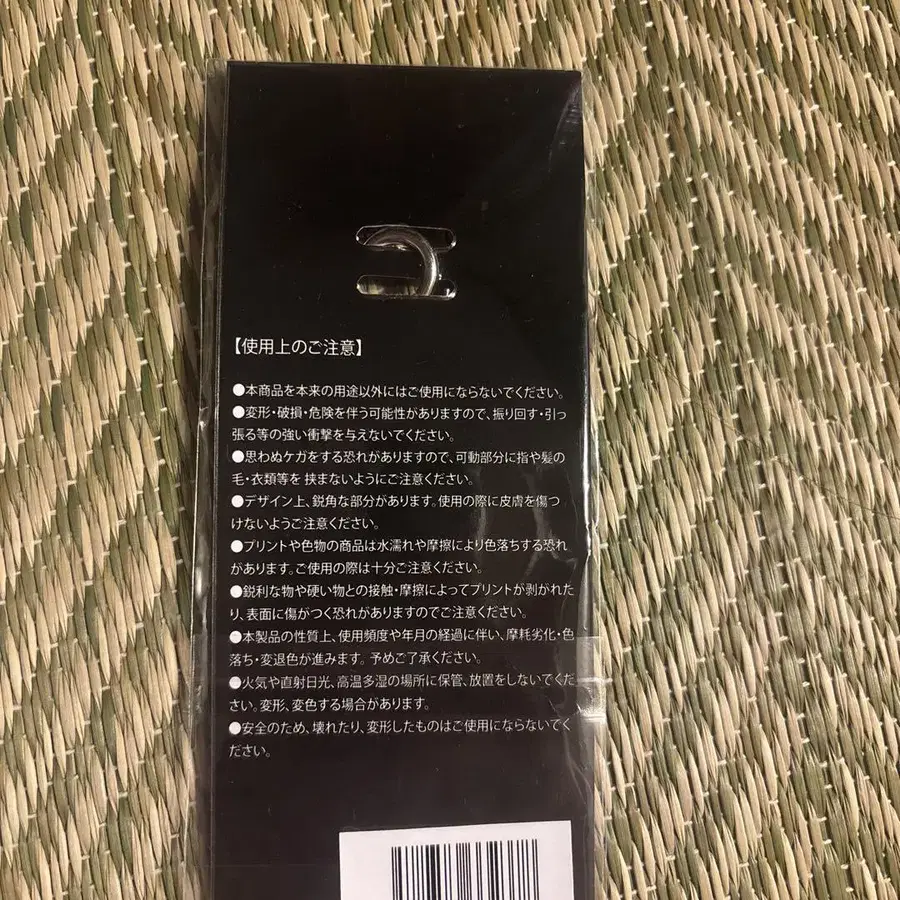 【使用上のご注意】
●本商品を本来の用途以外にはご使用にならないでください。
●変形・破損・危険を伴う可能性がありますので、振り回す・引っ
張る等の強い衝撃を与えないでください。
●思わぬケガをする恐れがありますので、可動部分に指や髪の
毛・衣類等を 挟まないようにご注意ください。
●デザイン上、鋭角な部分があります。使用の際に皮膚を傷つ
けないようご注意ください。
●プリントや色物の商品は水濡れや摩擦により色落ちする恐れ
があります。ご使用の際は十分ご注意ください。
●鋭利な物や硬い物との接触・摩擦によってプリントが剥がれた
り、表面に傷がつく恐れがありますのでご注意ください。
●本製品の性質上、使用頻度や年月の経過に伴い、摩耗劣化・色
落ち・変退色が進みます。予めご了承ください。
●火気や直射日光、高温多湿の場所に保管、放置をしないでくだ
さい。変形、変色する場合があります。
●安全のため、壊れたり、変形したものはご使用にならないでく
ださい。